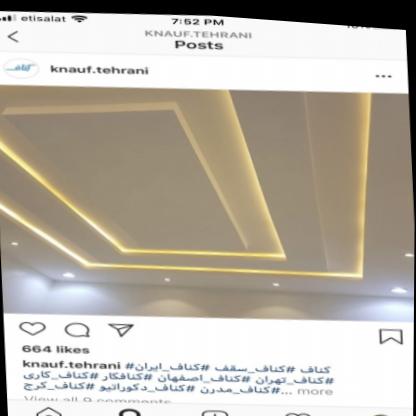 etisalat 7:52 PM
KNAUF.TEHRANI
Posts
کناف knauf.tehrani
664 likes
knauf.tehrani #کناف #کناف_سقف #کناف_ایران
#کناف_تهران #کناف_اصفهان #کنافکار #کناف_کاری
#کناف_مدرن #کناف_دکوراتیو #کناف_کرج... more
View all 9 comments